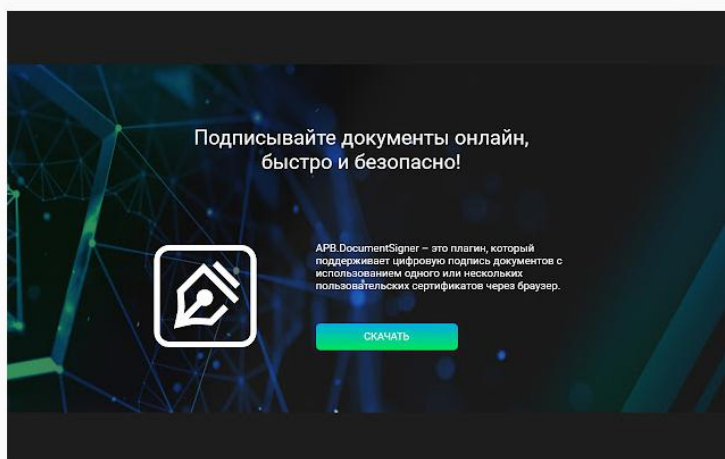 Подписывайте документы онлайн,
быстро и безопасно!
APB.DocumentSigner – это плагин, который
поддерживает цифровую подпись документов с
использованием одного или нескольких
пользовательских сертификатов через браузер.
СКАЧАТЬ